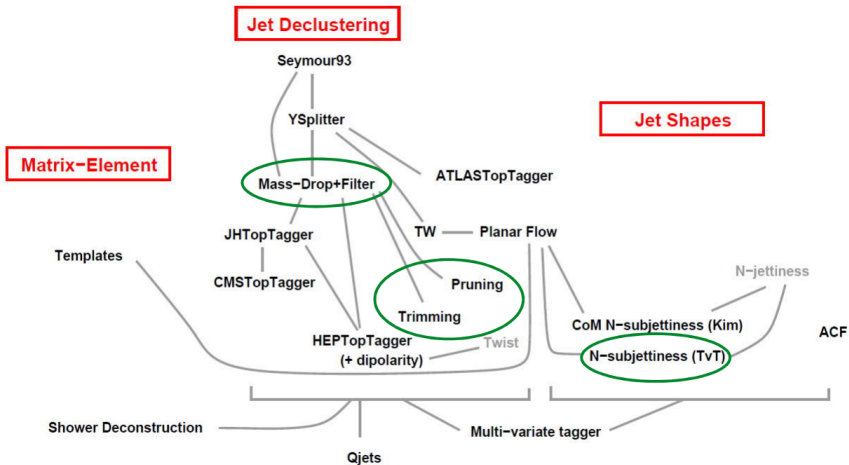 Jet Declustering
Seymour93
YSplitter
Jet Shapes
Matrix−Element
ATLASTopTagger
Mass−Drop+Filter
JHTopTagger
TW
Planar Flow
Templates
N−jettiness
CMSTopTagger
Pruning
Trimming
CoM N−subjettiness (Kim)
ACF
HEPTopTagger
(+ dipolarity)
Twist
N−subjettiness (TvT)
Shower Deconstruction
Multi−variate tagger
Qjets